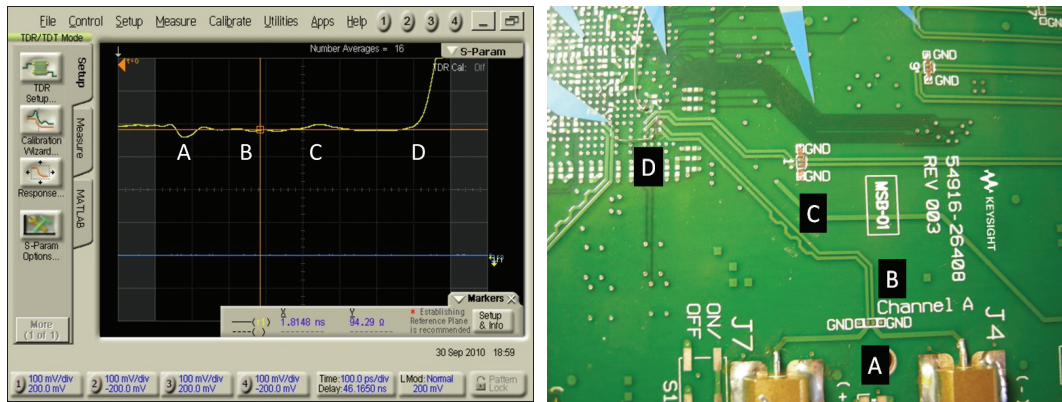 File Control Setup Measure Calibrate Utilities Apps Help 1 2 3 4
TDR/TDT Mode
Number Averages = 16
S-Param
TDR Cal: Off
Setup
Measure
MATLAB
TDR
Setup...
Calibration
Wizard...
Response...
S-Param
Options...
More
(1 of 1)
A B C D
Markers
X Y
1.8148 ns 94.29 Ω
Establishing
Reference Plane
is recommended
Setup
& Info
30 Sep 2010 18:59
1 100 mV/div
200.0 mV
2 100 mV/div
-200.0 mV
3 100 mV/div
200.0 mV
4 100 mV/div
-200.0 mV
Time:100.0 ps/div
Delay:46.1650 ns
LMod: Normal
200 mV
Pattern
Lock
GND
GND
D
GND
GND
C
MSD-01
54916-26408
REV 003
KEYSIGHT
B
Channel A
GND GND
A
ON/
OFF
J7
J4
S1